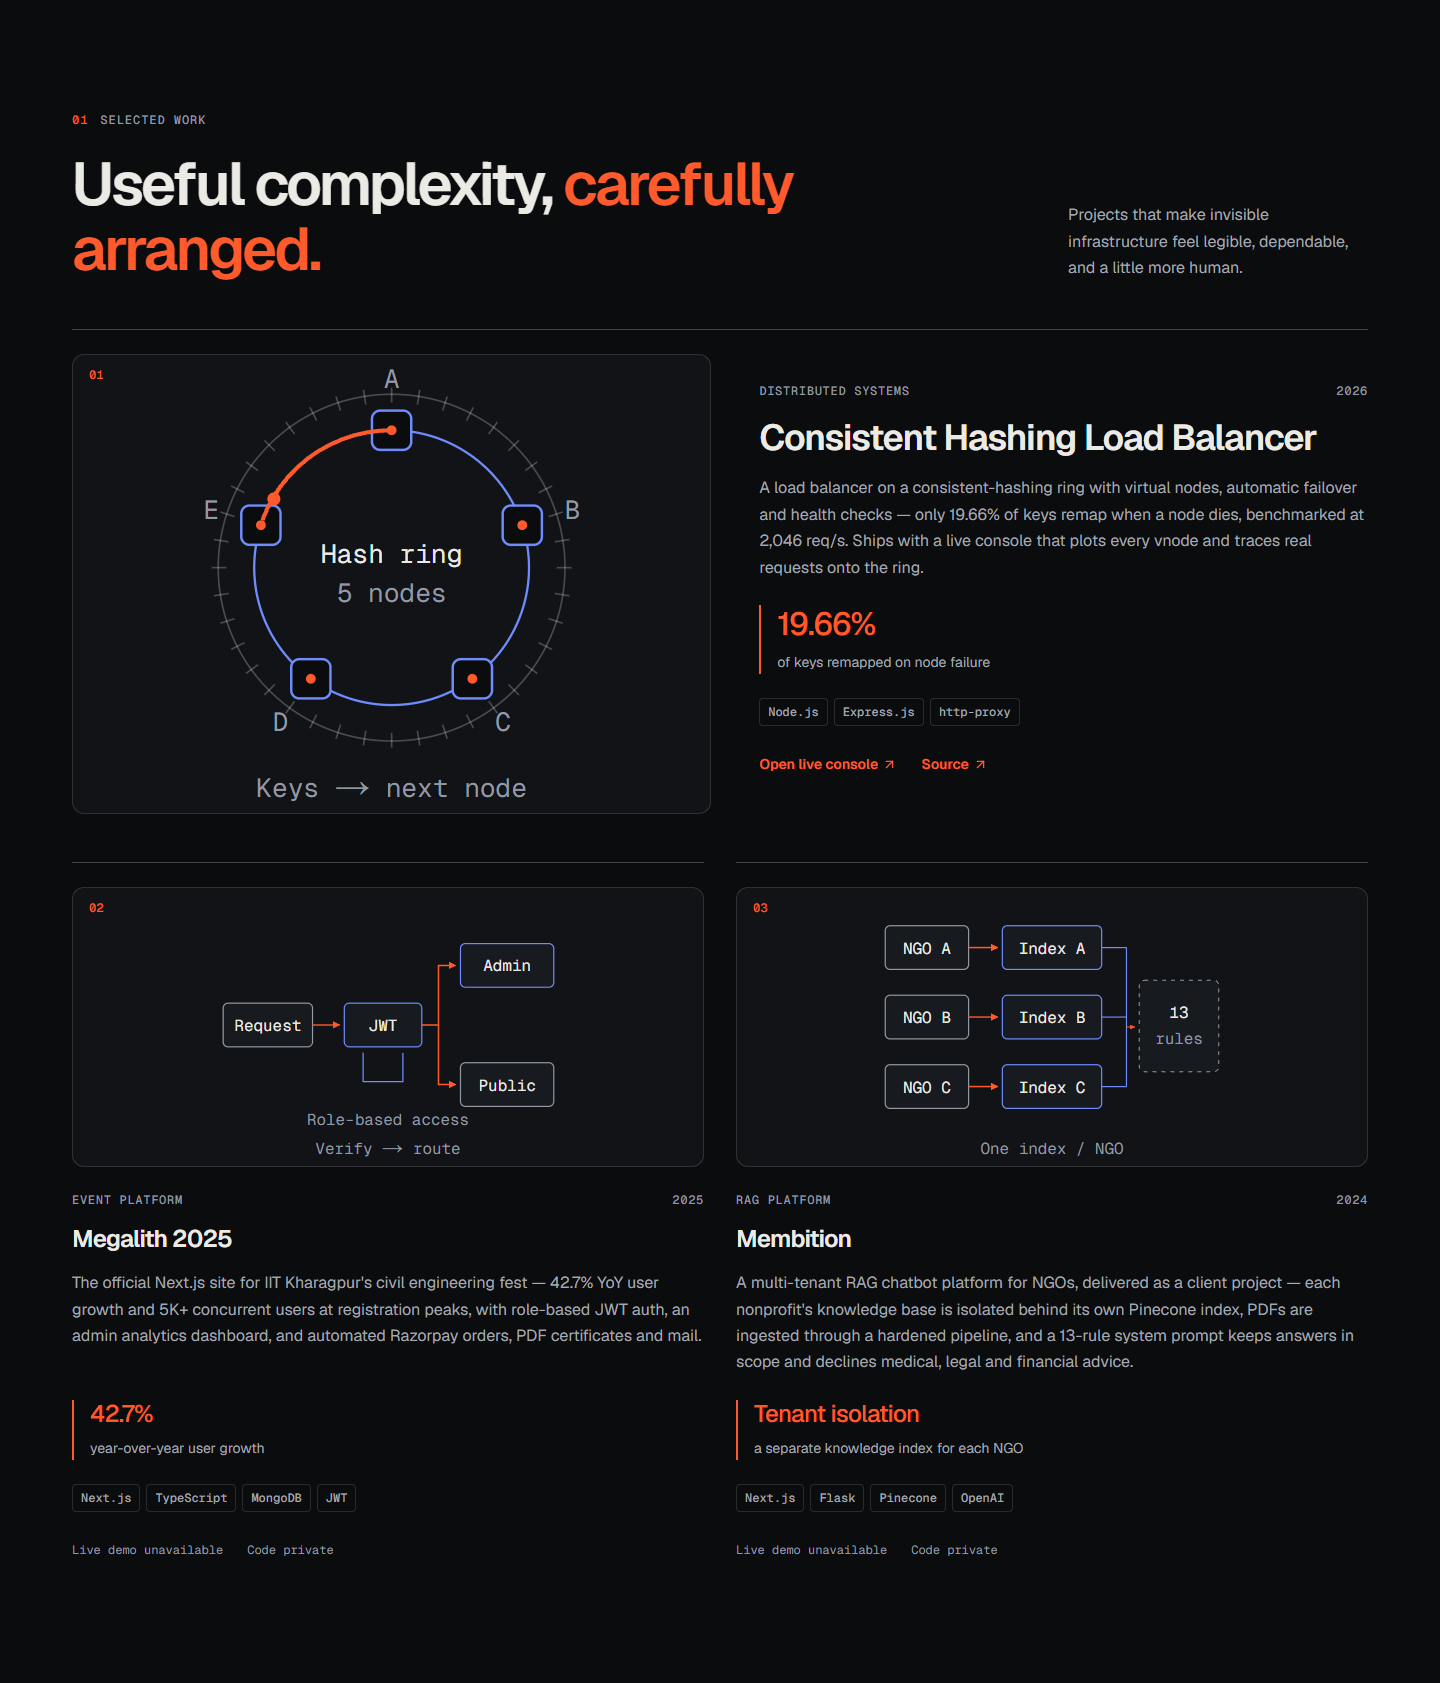 01 SELECTED WORK
Useful complexity, carefully
arranged.
Projects that make invisible
infrastructure feel legible, dependable,
and a little more human.
01
A
E
B
Hash ring
5 nodes
D
C
Keys ⟶ next node
DISTRIBUTED SYSTEMS
2026
Consistent Hashing Load Balancer
A load balancer on a consistent-hashing ring with virtual nodes, automatic failover
and health checks — only 19.66% of keys remap when a node dies, benchmarked at
2,046 req/s. Ships with a live console that plots every vnode and traces real
requests onto the ring.
19.66%
of keys remapped on node failure
Node.js
Express.js
http-proxy
Open live console ↗
Source ↗
02
Admin
Request
JWT
Public
Role-based access
Verify ⟶ route
EVENT PLATFORM
2025
Megalith 2025
The official Next.js site for IIT Kharagpur's civil engineering fest — 42.7% YoY user
growth and 5K+ concurrent users at registration peaks, with role-based JWT auth, an
admin analytics dashboard, and automated Razorpay orders, PDF certificates and mail.
42.7%
year-over-year user growth
Next.js
TypeScript
MongoDB
JWT
Live demo unavailable
Code private
03
NGO A
Index A
NGO B
Index B
NGO C
Index C
13
rules
One index / NGO
RAG PLATFORM
2024
Membition
A multi-tenant RAG chatbot platform for NGOs, delivered as a client project — each
nonprofit's knowledge base is isolated behind its own Pinecone index, PDFs are
ingested through a hardened pipeline, and a 13-rule system prompt keeps answers in
scope and declines medical, legal and financial advice.
Tenant isolation
a separate knowledge index for each NGO
Next.js
Flask
Pinecone
OpenAI
Live demo unavailable
Code private